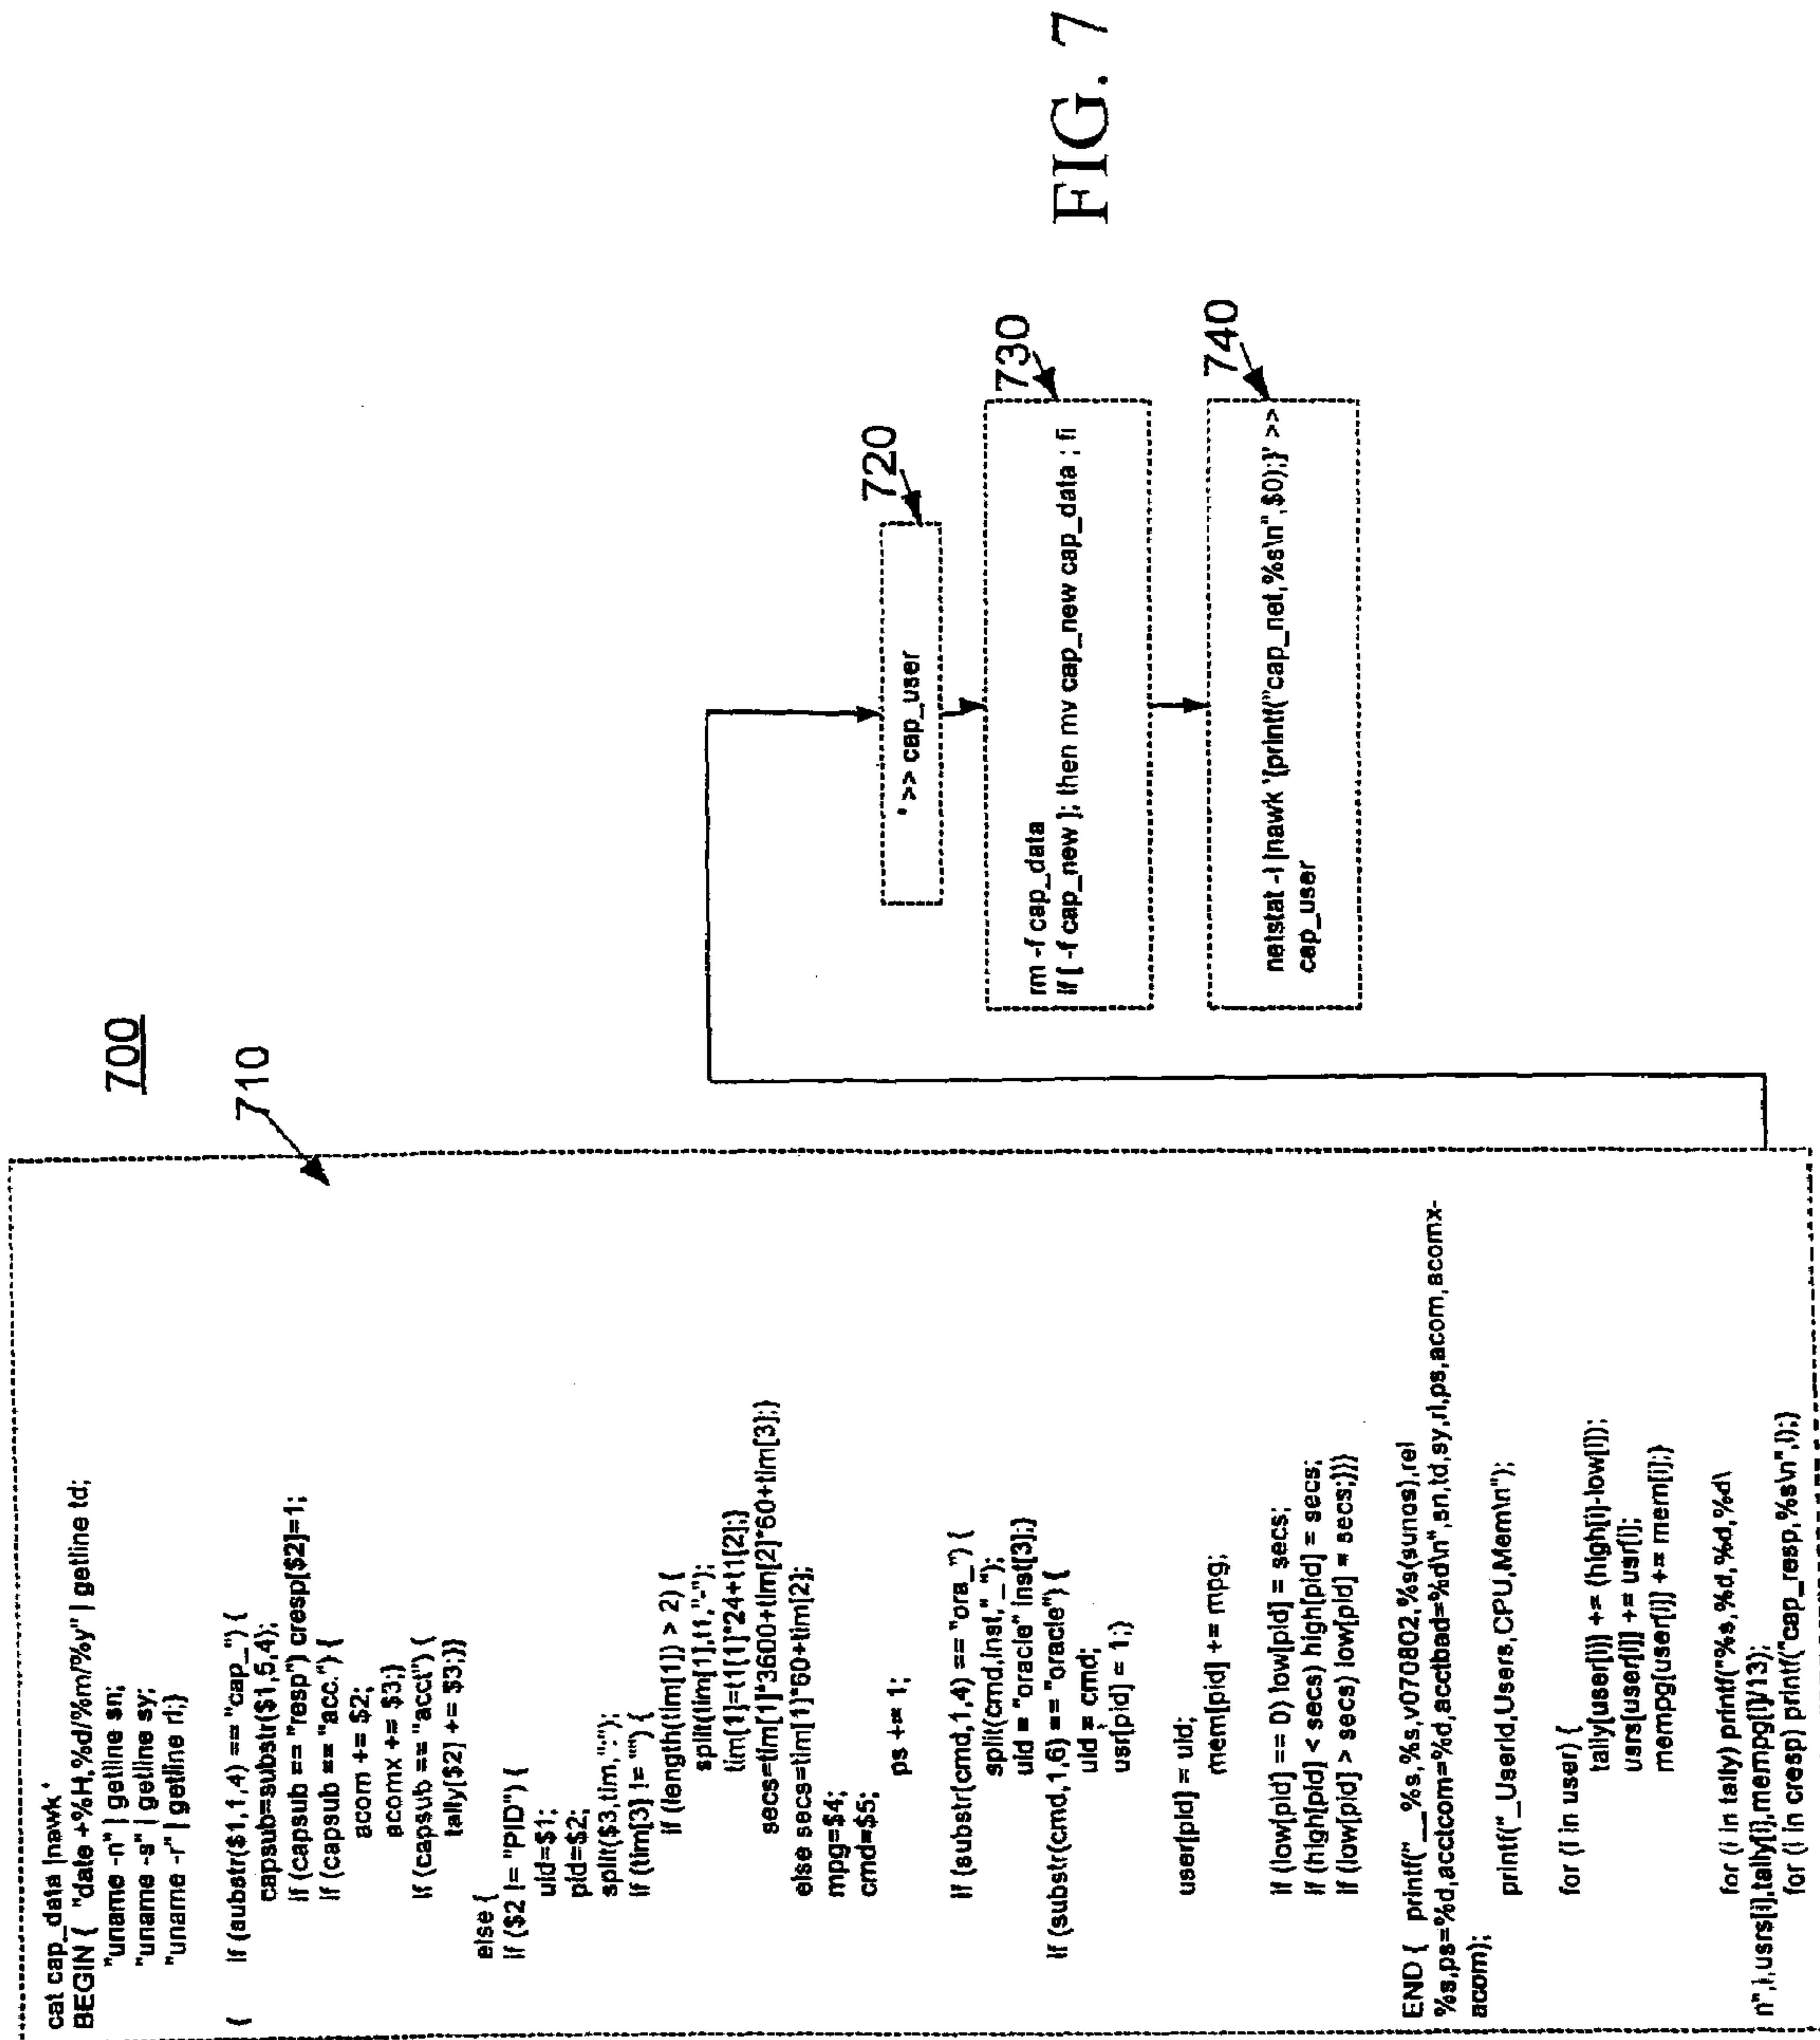 700
710
cat cap_data |nawk '
BEGIN { "date +%H,%d/%m/%y" | getline td;
"uname -n" | getline sn;
"uname -s" | getline sy;
"uname -r" | getline rl;}
{ if (substr($1,1,4) == "cap_") {
capsub=substr($1,5,4);
if (capsub == "resp") cresp[$2]=1;
if (capsub == "acc.") {
acom += $2;
acomx += $3;}
if (capsub == "acct") {
tally[$2] += $3;}}
else {
if ($2 != "PID") {
uid=$1;
pid=$2;
split($3,tim,":");
if (tim[3] != "") {
if (length(tim[1]) > 2) {
split(tim[1],t1,"-");
tim[1]=t1[1]*24+t1[2];}
secs=tim[1]*3600+tim[2]*60+tim[3];}
else secs=tim[1]*60+tim[2];
mpg=$4;
cmd=$5;
ps += 1;
if (substr(cmd,1,4) == "ora_") {
split(cmd,inst,"_");
uid = "oracle" inst[3];}
if (substr(cmd,1,6) == "oracle") {
uid = cmd;
usr[pid] = 1;}
user[pid] = uid;
mem[pid] += mpg;
if (low[pid] == 0) low[pid] = secs;
if (high[pid] < secs) high[pid] = secs;
if (low[pid] > secs) low[pid] = secs;}}}
END { printf("__%s,%s,v070802,%s(sunos),rel
%s,ps=%d,acctcom=%d,acctbad=%d\n",sn,td,sy,rl,ps,acom,acomx-
acom);
printf("_UserId,Users,CPU,Mem\n");
for (i in user) {
tally[user[i]] += (high[i]-low[i]);
usrs[user[i]] += usr[i];
mempg[user[i]] += mem[i];}
for (i in tally) printf("%s,%d,%d,%d\
n",i,usrs[i],tally[i],mempg[i]/13);
for (i in cresp) printf("cap_resp,%s\n",i);}
720
' >> cap_user
730
rm -f cap_data
if [ -f cap_new ]; then mv cap_new cap_data ; fi
740
netstat -i |nawk '{printf("cap_net,%s\n",$0);}' >>
cap_user
FIG. 7